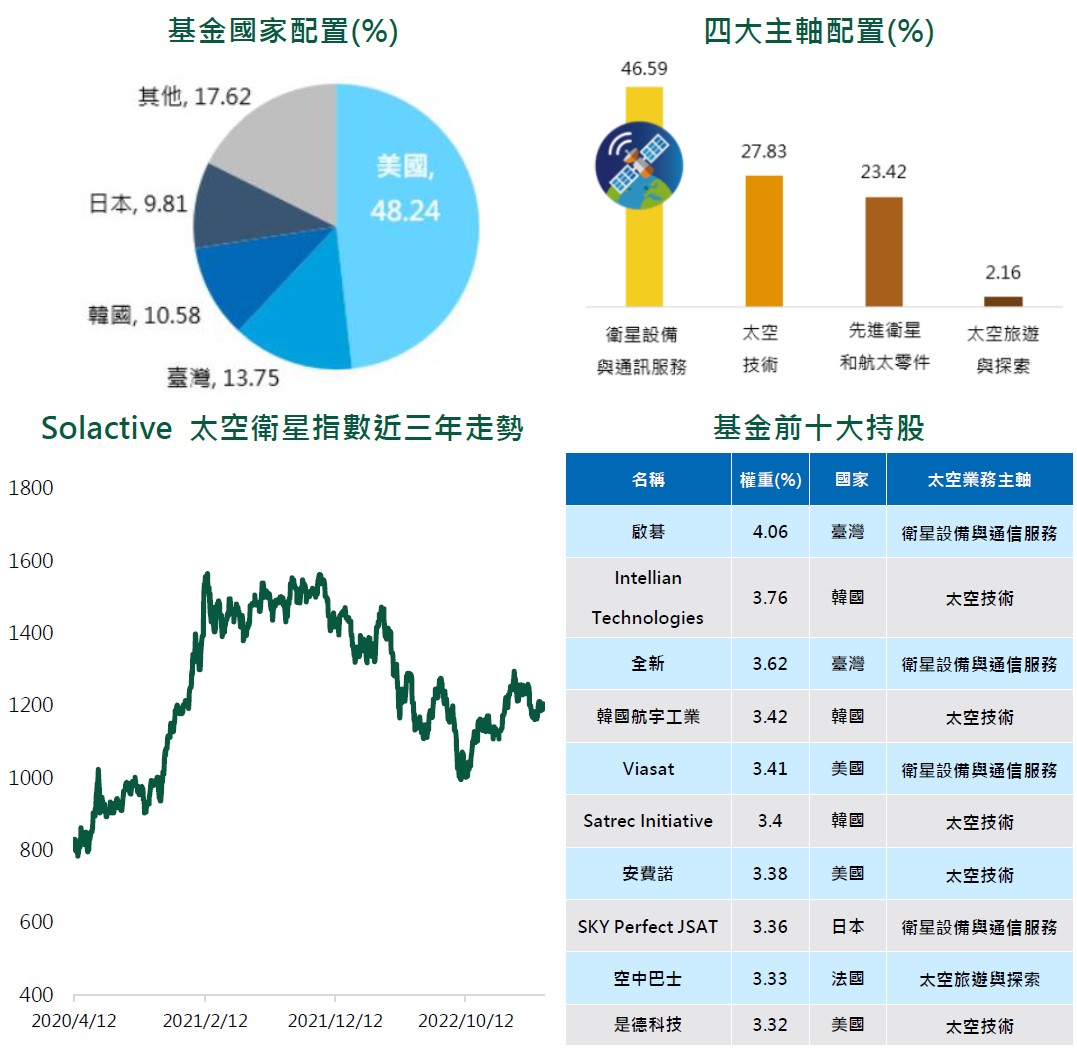 基金國家配置(%)
其他, 17.62
美國,
48.24
日本, 9.81
韓國, 10.58
臺灣, 13.75
四大主軸配置(%)
46.59
27.83
23.42
2.16
衛星設備
與通訊服務
太空
技術
先進衛星
和航太零件
太空旅遊
與探索
Solactive 太空衛星指數近三年走勢
1800
1600
1400
1200
1000
800
600
400
2020/4/12 2021/2/12 2021/12/12 2022/10/12
基金前十大持股
名稱 權重(%) 國家 太空業務主軸
啟碁 4.06 臺灣 衛星設備與通信服務
Intellian
Technologies 3.76 韓國 太空技術
全新 3.62 臺灣 衛星設備與通信服務
韓國航宇工業 3.42 韓國 太空技術
Viasat 3.41 美國 衛星設備與通信服務
Satrec Initiative 3.4 韓國 太空技術
安費諾 3.38 美國 太空技術
SKY Perfect JSAT 3.36 日本 衛星設備與通信服務
空中巴士 3.33 法國 太空旅遊與探索
是德科技 3.32 美國 太空技術